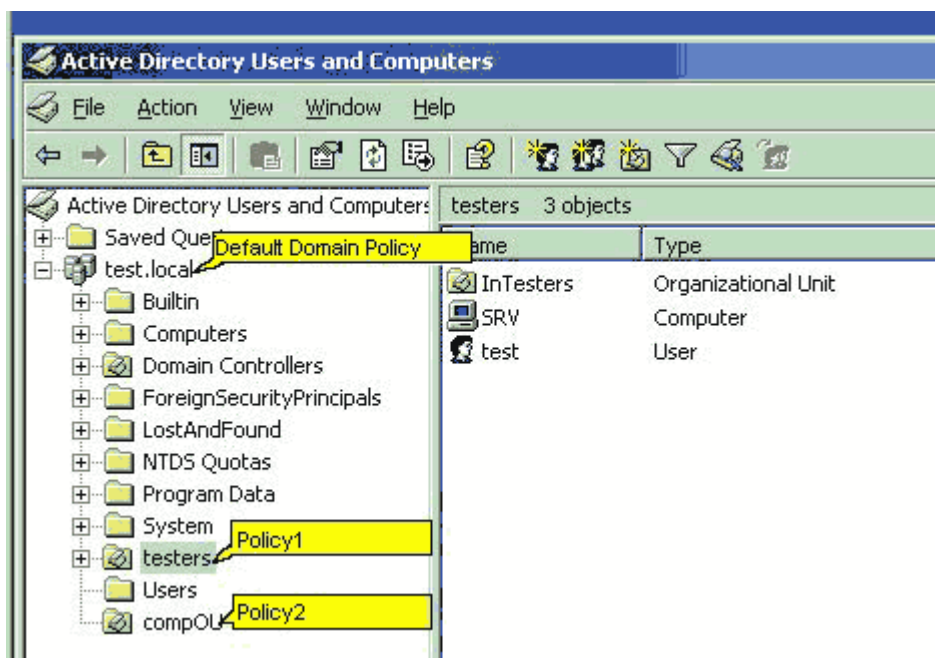 Active Directory Users and Computers
File Action View Window Help
Active Directory Users and Computers
testers 3 objects
Saved Que
Default Domain Policy
ame Type
test.local
InTesters Organizational Unit
Builtin
SRV Computer
Computers
test User
Domain Controllers
ForeignSecurityPrincipals
LostAndFound
NTDS Quotas
Program Data
System
Policy1
testers
Users
Policy2
compOU